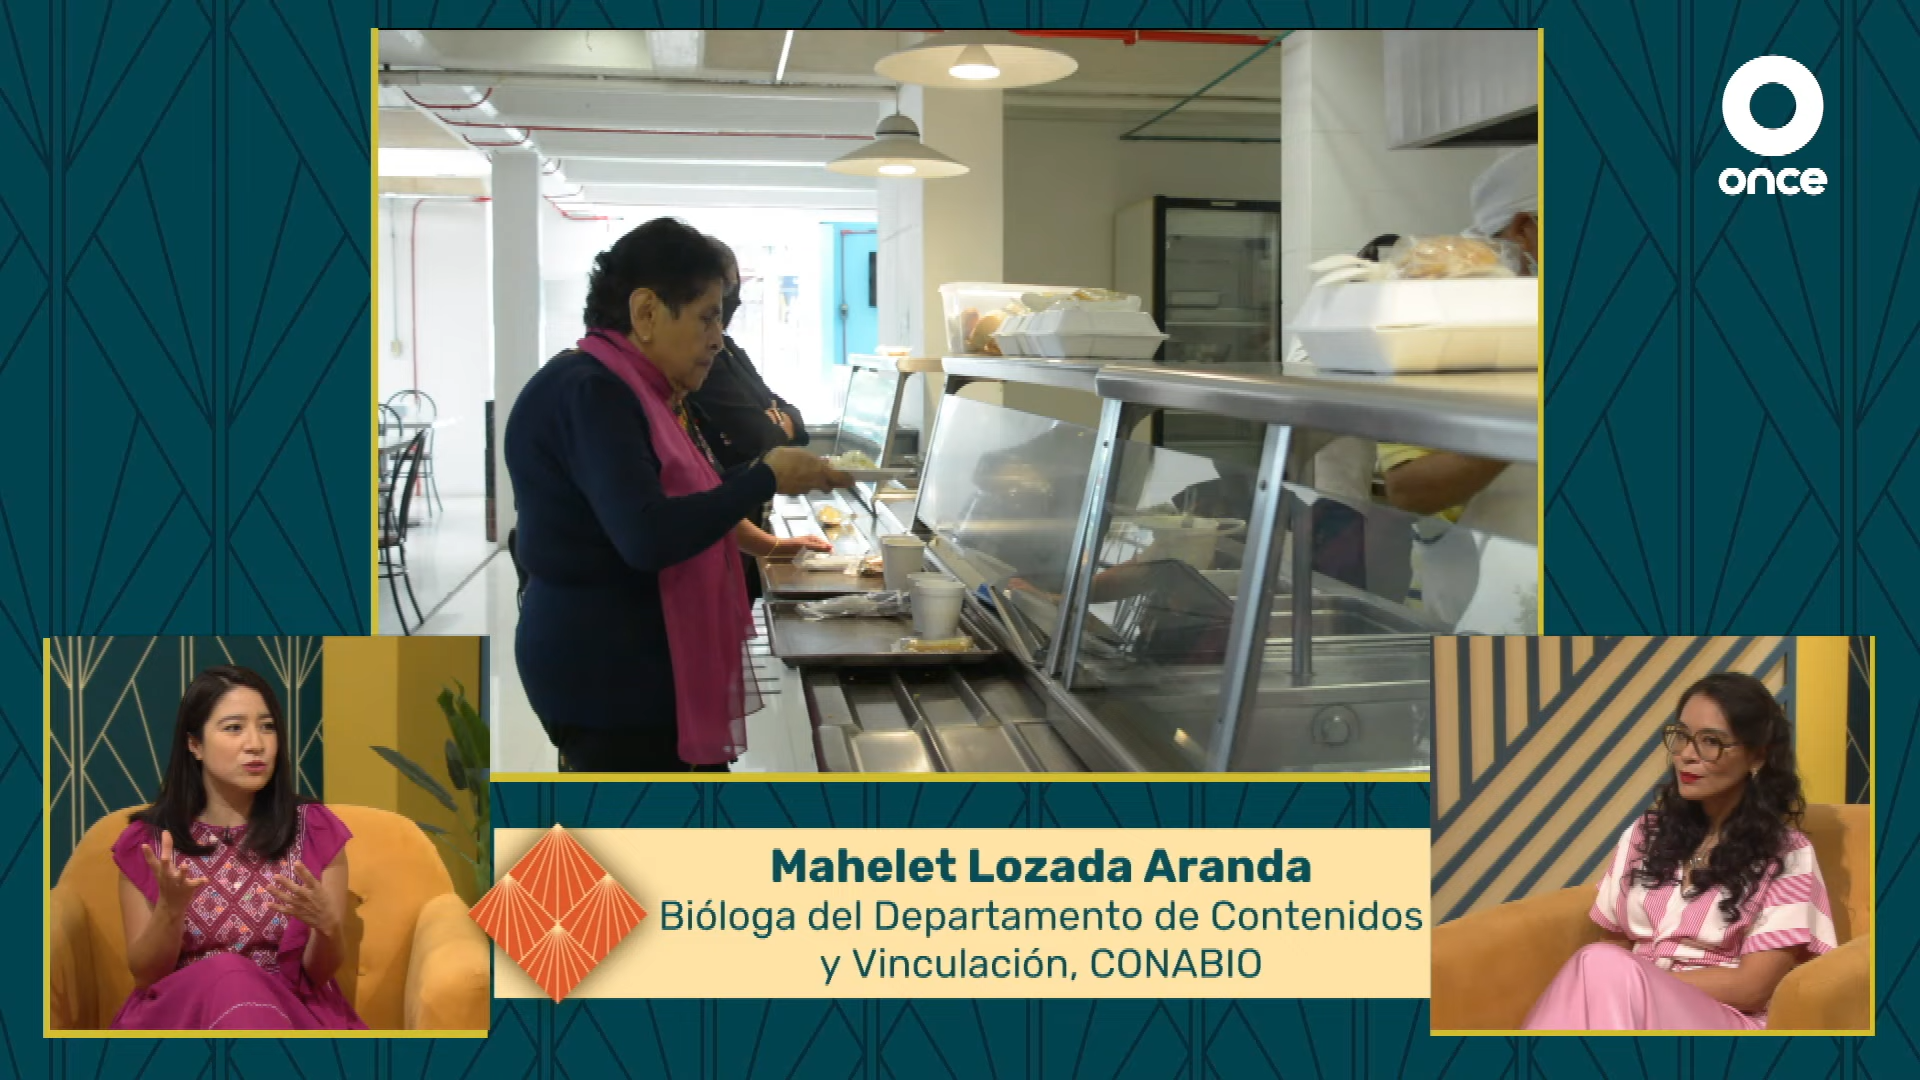 once
Mahelet Lozada Aranda
Bióloga del Departamento de Contenidos
y Vinculación, CONABIO